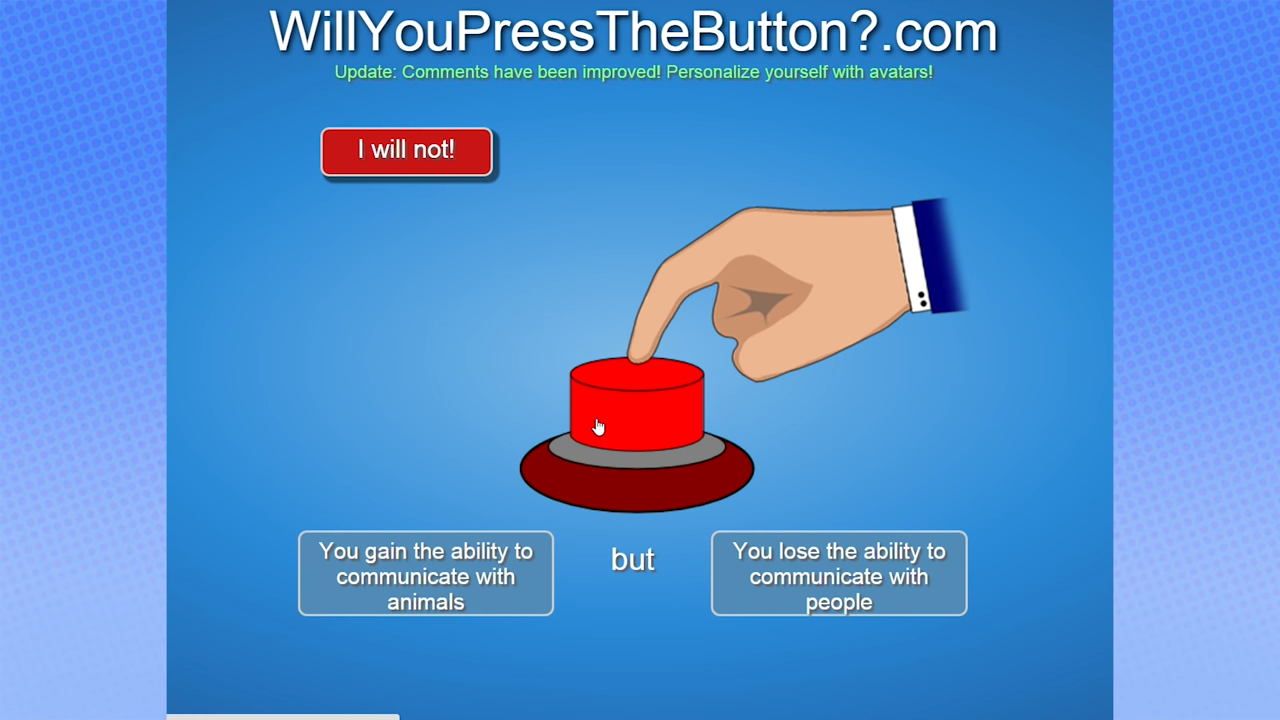 WillYouPressTheButton?.com
Update: Comments have been improved! Personalize yourself with avatars!
I will not!
You gain the ability to
communicate with
animals
but
You lose the ability to
communicate with
people